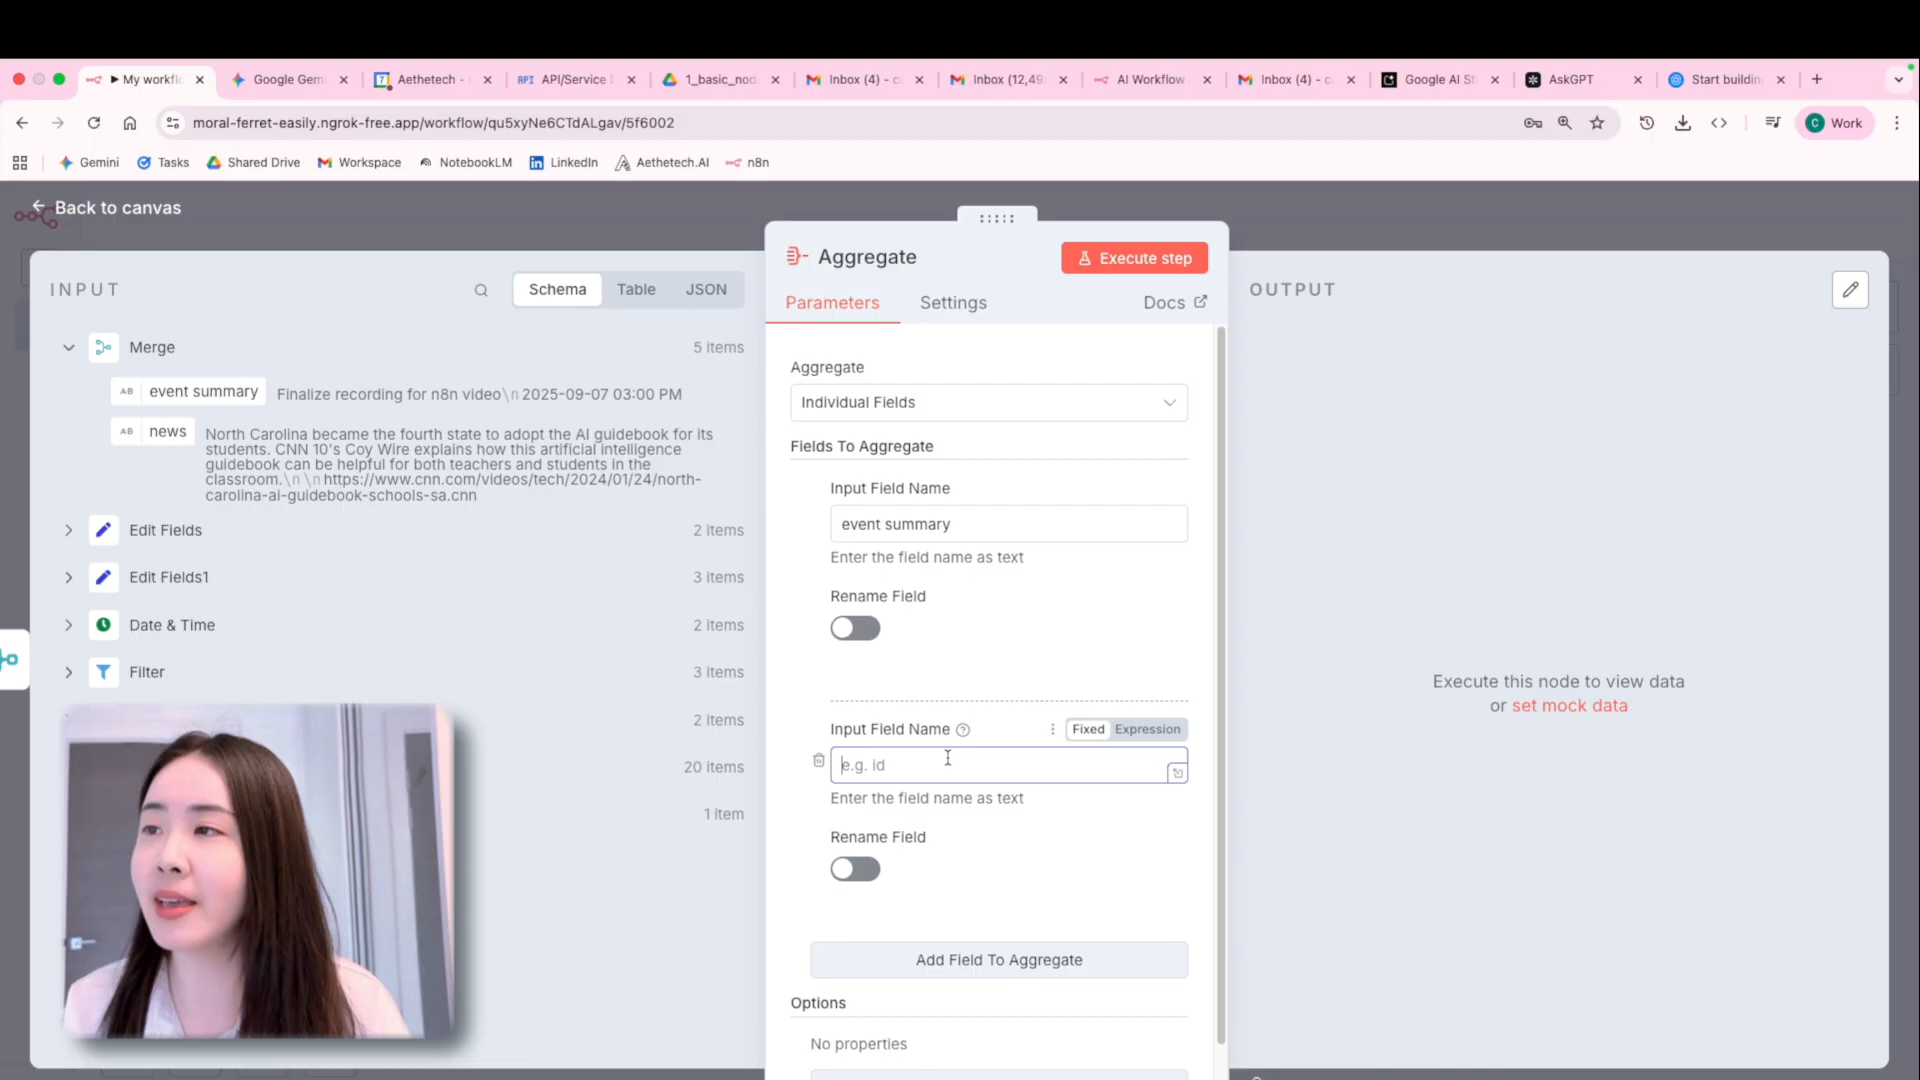 My workflo
Google Gemi
7
Aethetech -
API
API/Service
1_basic_nod
Inbox (4) - c
Inbox (12,49
AI Workflow
Inbox (4) - c
Google AI St
AskGPT
Start buildin
moral-ferret-easily.ngrok-free.app/workflow/qu5xyNe6CTdALgav/5f6002
C Work
Gemini
Tasks
Shared Drive
Workspace
NotebookLM
LinkedIn
Aethetech.AI
n8n
Back to canvas
INPUT
Schema
Table
JSON
Merge
5 items
AB event summary
Finalize recording for n8n video\n 2025-09-07 03:00 PM
AB news
North Carolina became the fourth state to adopt the AI guidebook for its
students. CNN 10's Coy Wire explains how this artificial intelligence
guidebook can be helpful for both teachers and students in the
classroom.\n \n https://www.cnn.com/videos/tech/2024/01/24/north-
carolina-ai-guidebook-schools-sa.cnn
Edit Fields
2 items
Edit Fields1
3 items
Date & Time
2 items
Filter
3 items
2 items
20 items
1 item
Aggregate
Execute step
Parameters
Settings
Docs
Aggregate
Individual Fields
Fields To Aggregate
Input Field Name
event summary
Enter the field name as text
Rename Field
Input Field Name
Fixed
Expression
e.g. id
Enter the field name as text
Rename Field
Add Field To Aggregate
Options
No properties
OUTPUT
Execute this node to view data
or set mock data